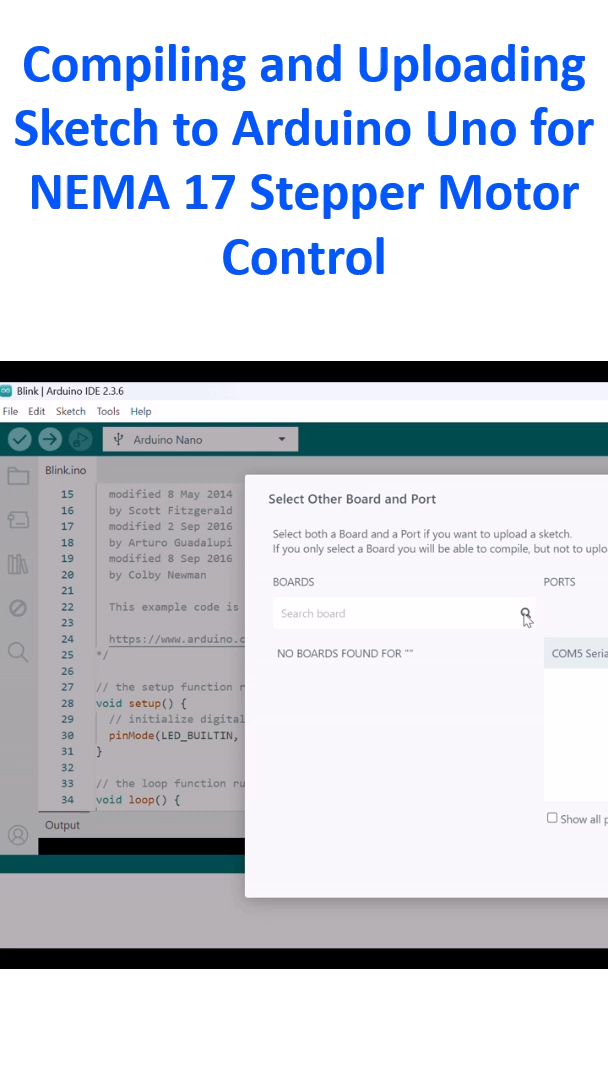 Compiling and Uploading
Sketch to Arduino Uno for
NEMA 17 Stepper Motor
Control
Blink | Arduino IDE 2.3.6
File Edit Sketch Tools Help
Arduino Nano
Blink.ino
Select Other Board and Port
Select both a Board and a Port if you want to upload a sketch.
If you only select a Board you will be able to compile, but not to uplo
BOARDS
PORTS
Search board
NO BOARDS FOUND FOR ""
COM5 Seria
Show all p
15 modified 8 May 2014
16 by Scott Fitzgerald
17 modified 2 Sep 2016
18 by Arturo Guadalupi
19 modified 8 Sep 2016
20 by Colby Newman
21
22 This example code is
23
24 https://www.arduino.c
25 */
26
27 // the setup function r
28 void setup() {
29 // initialize digital
30 pinMode(LED_BUILTIN,
31 }
32
33 // the loop function ru
34 void loop() {
Output